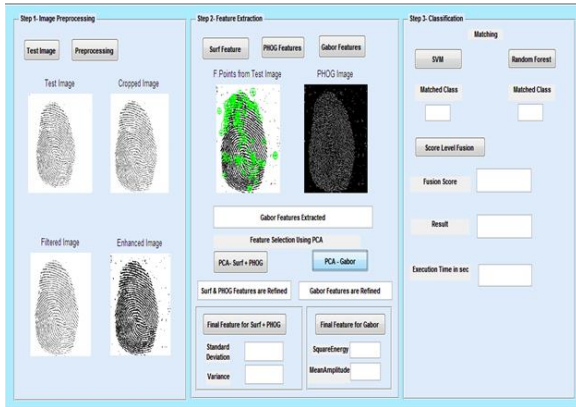 Step 1- Image Preprocessing
Test Image
Preprocessing
Test Image
Cropped Image
Filtered Image
Enhanced Image
Step 2- Feature Extraction
Surf Feature
PHOG Features
Gabor Features
F.Points from Test Image
PHOG Image
Gabor Features Extracted
Feature Selection Using PCA
PCA- Surf + PHOG
PCA - Gabor
Surf & PHOG Features are Refined
Gabor Features are Refined
Final Feature for Surf + PHOG
Final Feature for Gabor
Standard
Deviation
Variance
SquareEnergy
MeanAmplitude
Step 3- Classification
Matching
SVM
Random Forest
Matched Class
Matched Class
Score Level Fusion
Fusion Score
Result
Execution Time in sec